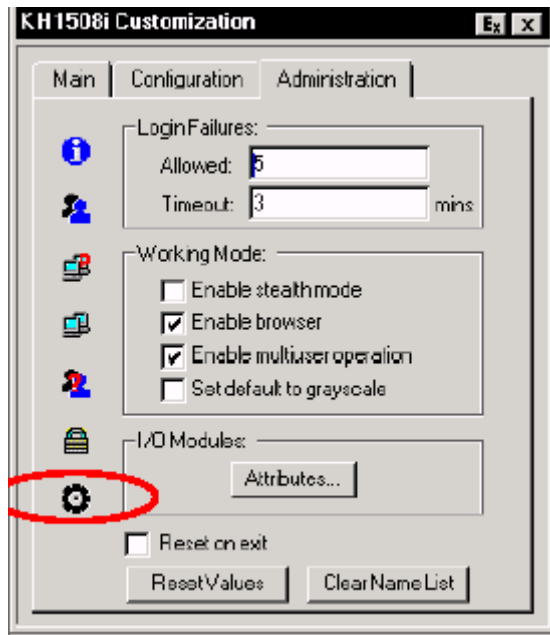 KH1508i Customization Ex X
Main Configuration Administration
Login Failures:
Allowed: 5
Timeout: 3 mins
Working Mode:
Enable stealth mode
Enable browser
Enable multiuser operation
Set default to grayscale
I/O Modules:
Attributes...
Reset on exit
Reset Values Clear Name List